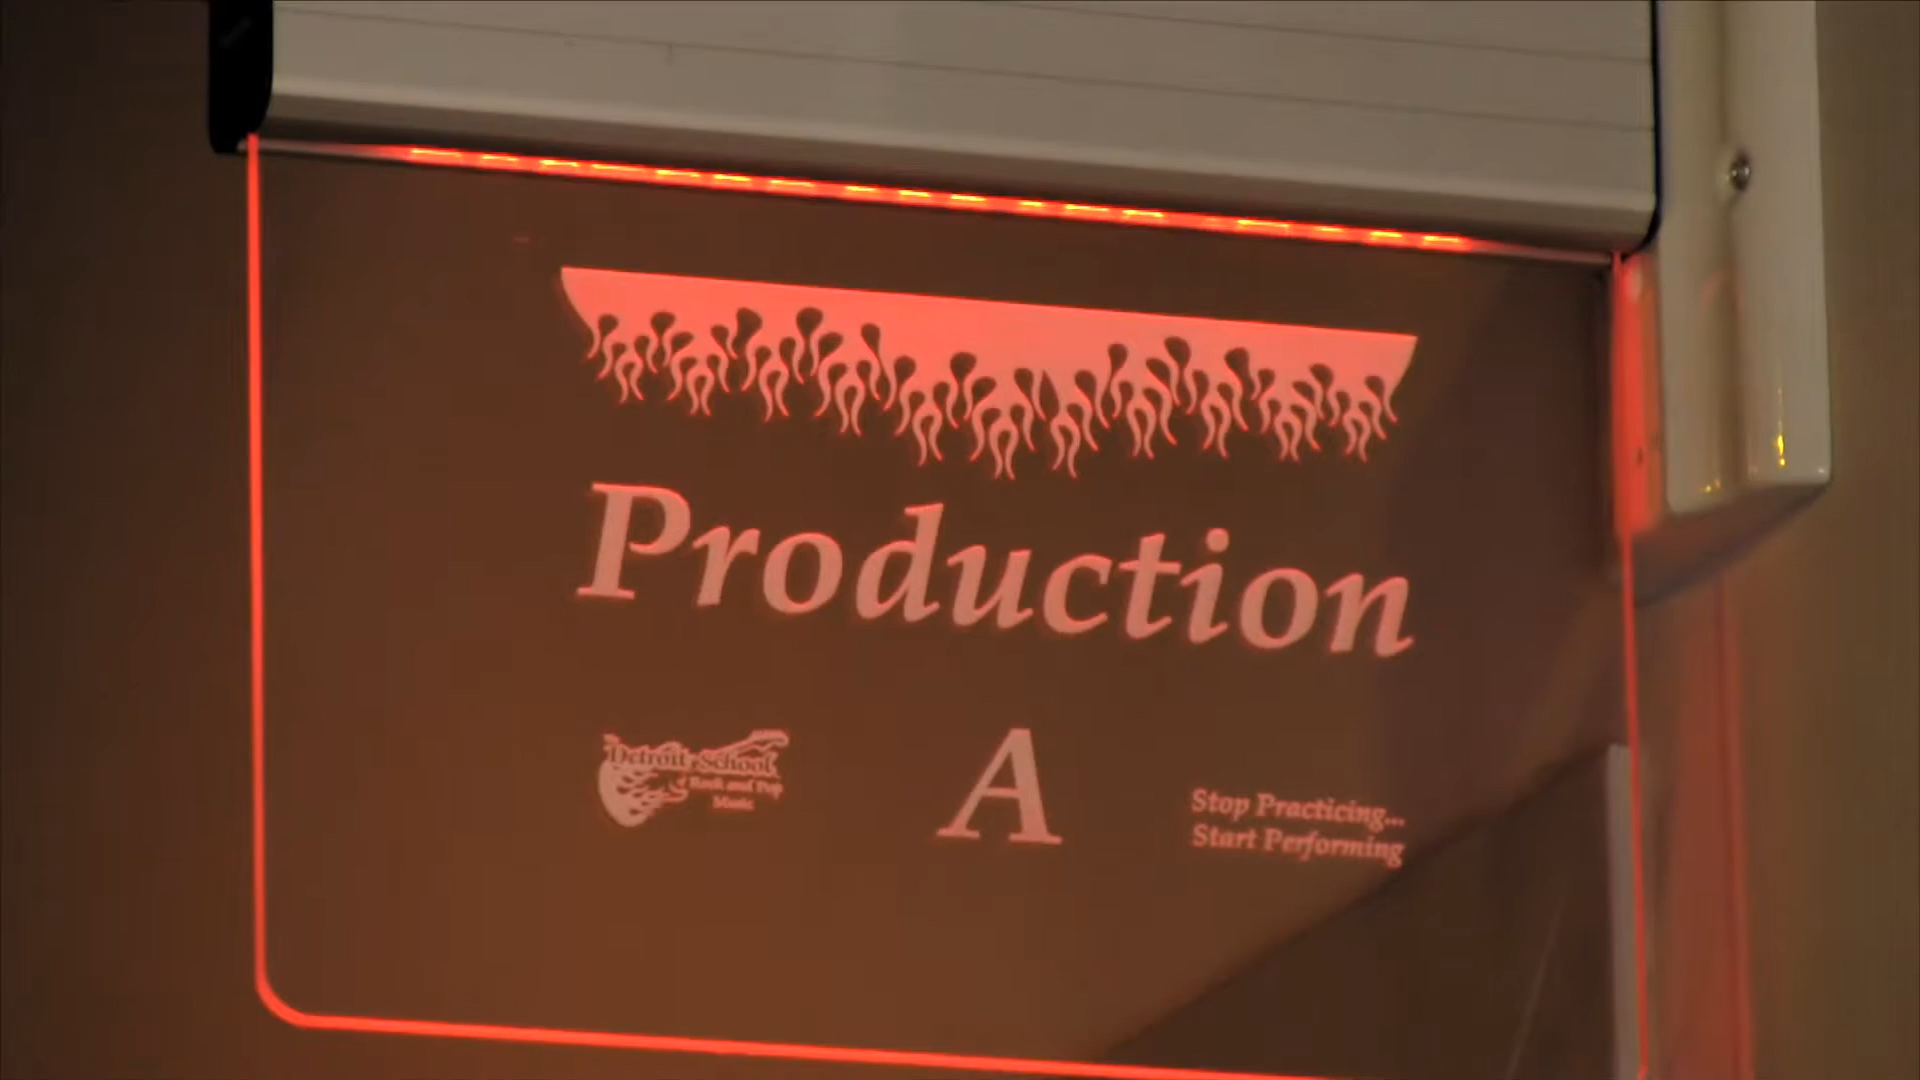 Production
Detroit School
of Rock and Pop
Music
A
Stop Practicing...
Start Performing